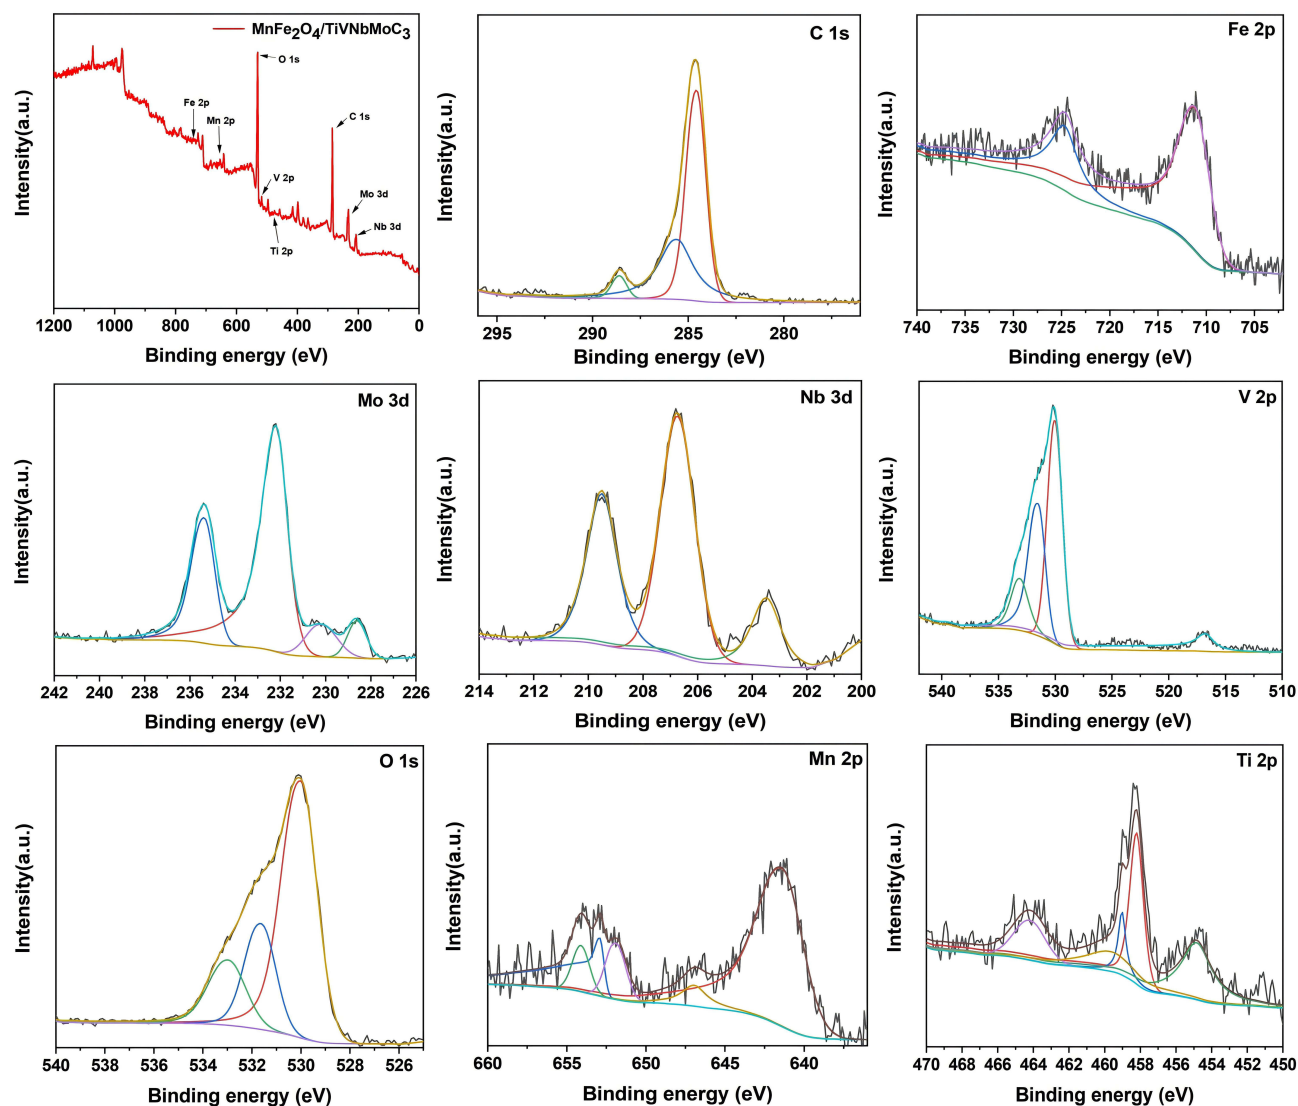 MnFe₂O₄/TiVNbMoC₃
O 1s
Fe 2p
Mn 2p
C 1s
V 2p
Mo 3d
Ti 2p
Nb 3d
Intensity(a.u.)
1200 1000 800 600 400 200 0
Binding energy (eV)
C 1s
Intensity(a.u.)
295 290 285 280
Binding energy (eV)
Fe 2p
Intensity(a.u.)
740 735 730 725 720 715 710 705
Binding energy (eV)
Mo 3d
Intensity(a.u.)
242 240 238 236 234 232 230 228 226
Binding energy (eV)
Nb 3d
Intensity(a.u.)
214 212 210 208 206 204 202 200
Binding energy (eV)
V 2p
Intensity(a.u.)
540 535 530 525 520 515 510
Binding energy (eV)
O 1s
Intensity(a.u.)
540 538 536 534 532 530 528 526
Binding energy (eV)
Mn 2p
Intensity(a.u.)
660 655 650 645 640
Binding energy (eV)
Ti 2p
Intensity(a.u.)
470 468 466 464 462 460 458 456 454 452 450
Binding energy (eV)